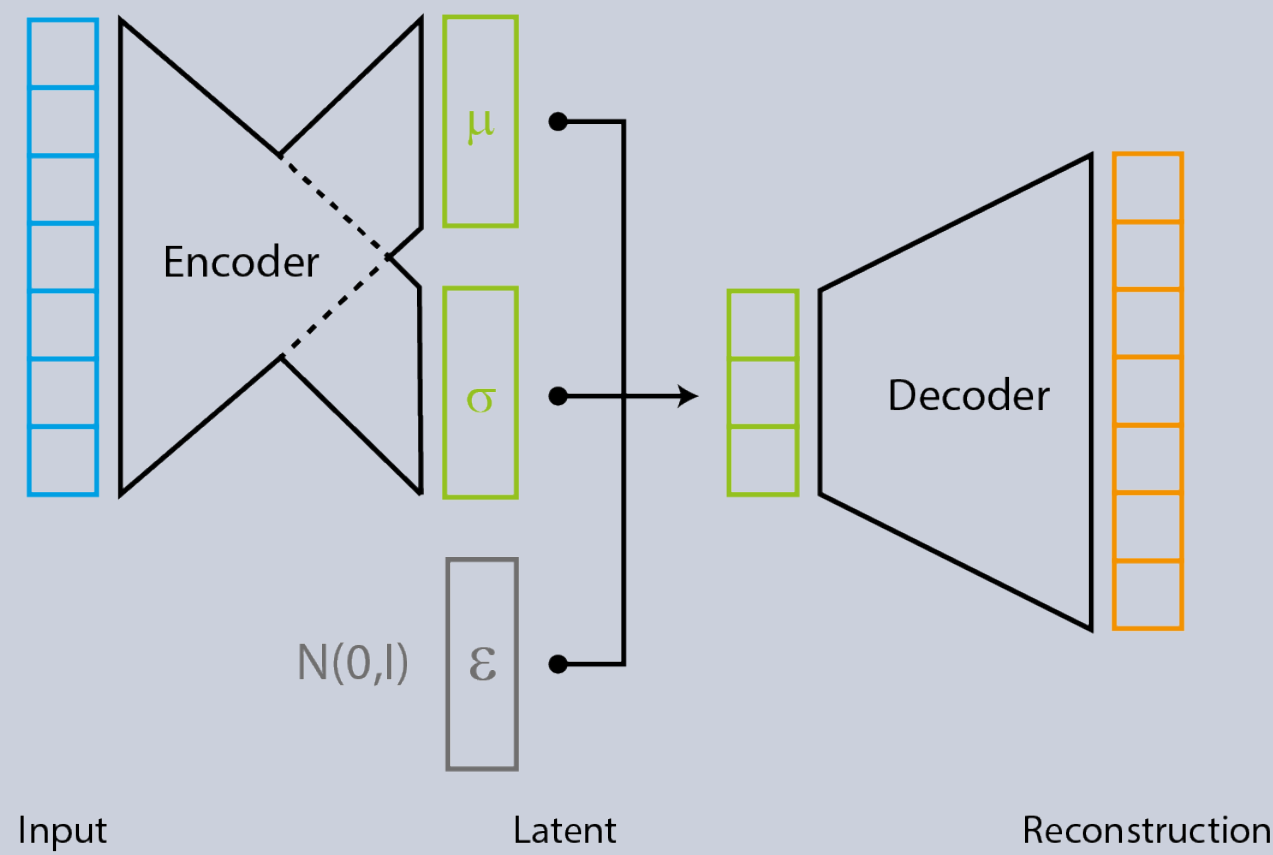 μ
Encoder
σ
Decoder
N(0,I)
ε
Input
Latent
Reconstruction